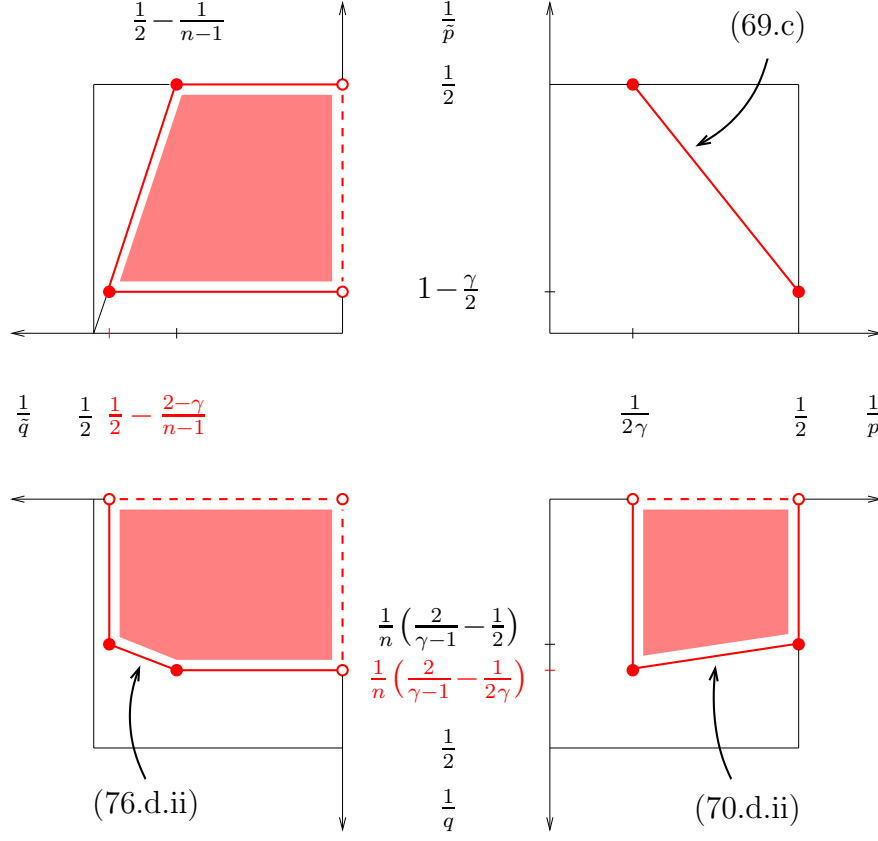 1/2 − 1/(n−1)
1/p̃
(69.c)
1/2
1−γ/2
1/q̃ 1/2 1/2 − (2−γ)/(n−1) 1/(2γ) 1/2 1/p
1/n (2/(γ−1) − 1/2)
1/n (2/(γ−1) − 1/(2γ))
1/2
(76.d.ii) 1/q (70.d.ii)